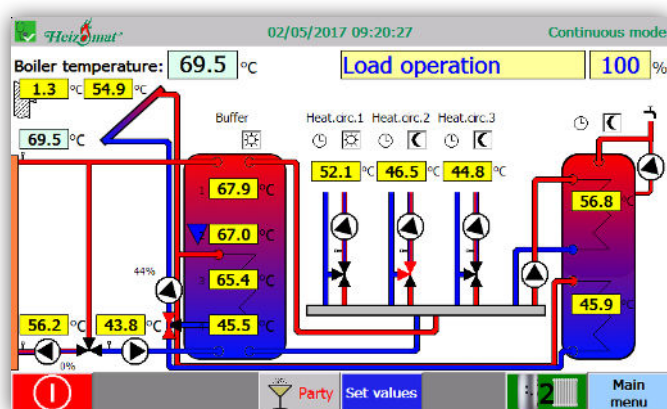 Heizomat 02/05/2017 09:20:27 Continuous mode
Boiler temperature: 69.5 °C Load operation 100 %
1.3 °C 54.9 °C
69.5 °C
Buffer Heat.circ.1 Heat.circ.2 Heat.circ.3
52.1 °C 46.5 °C 44.8 °C
1 67.9 °C
67.0 °C
3 65.4 °C
45.5 °C
56.8 °C
45.9 °C
44%
56.2 °C 43.8 °C
0%
Party Set values 2 Main
menu